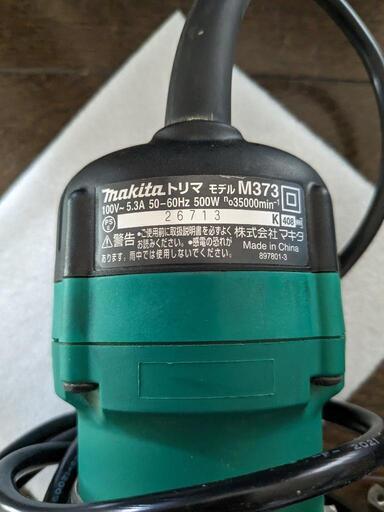 makita トリマ モデル M373
100V~ 5.3A 50-60Hz 500W n₀35000min⁻¹
PSE 26713 K 408
⚠警告 ●ご使用前に取扱説明書を必ずよく
お読みください。●感電の恐れが
あります。雨中では使用しないでください。
株式会社マキタ
Made in China
897801-3
2021